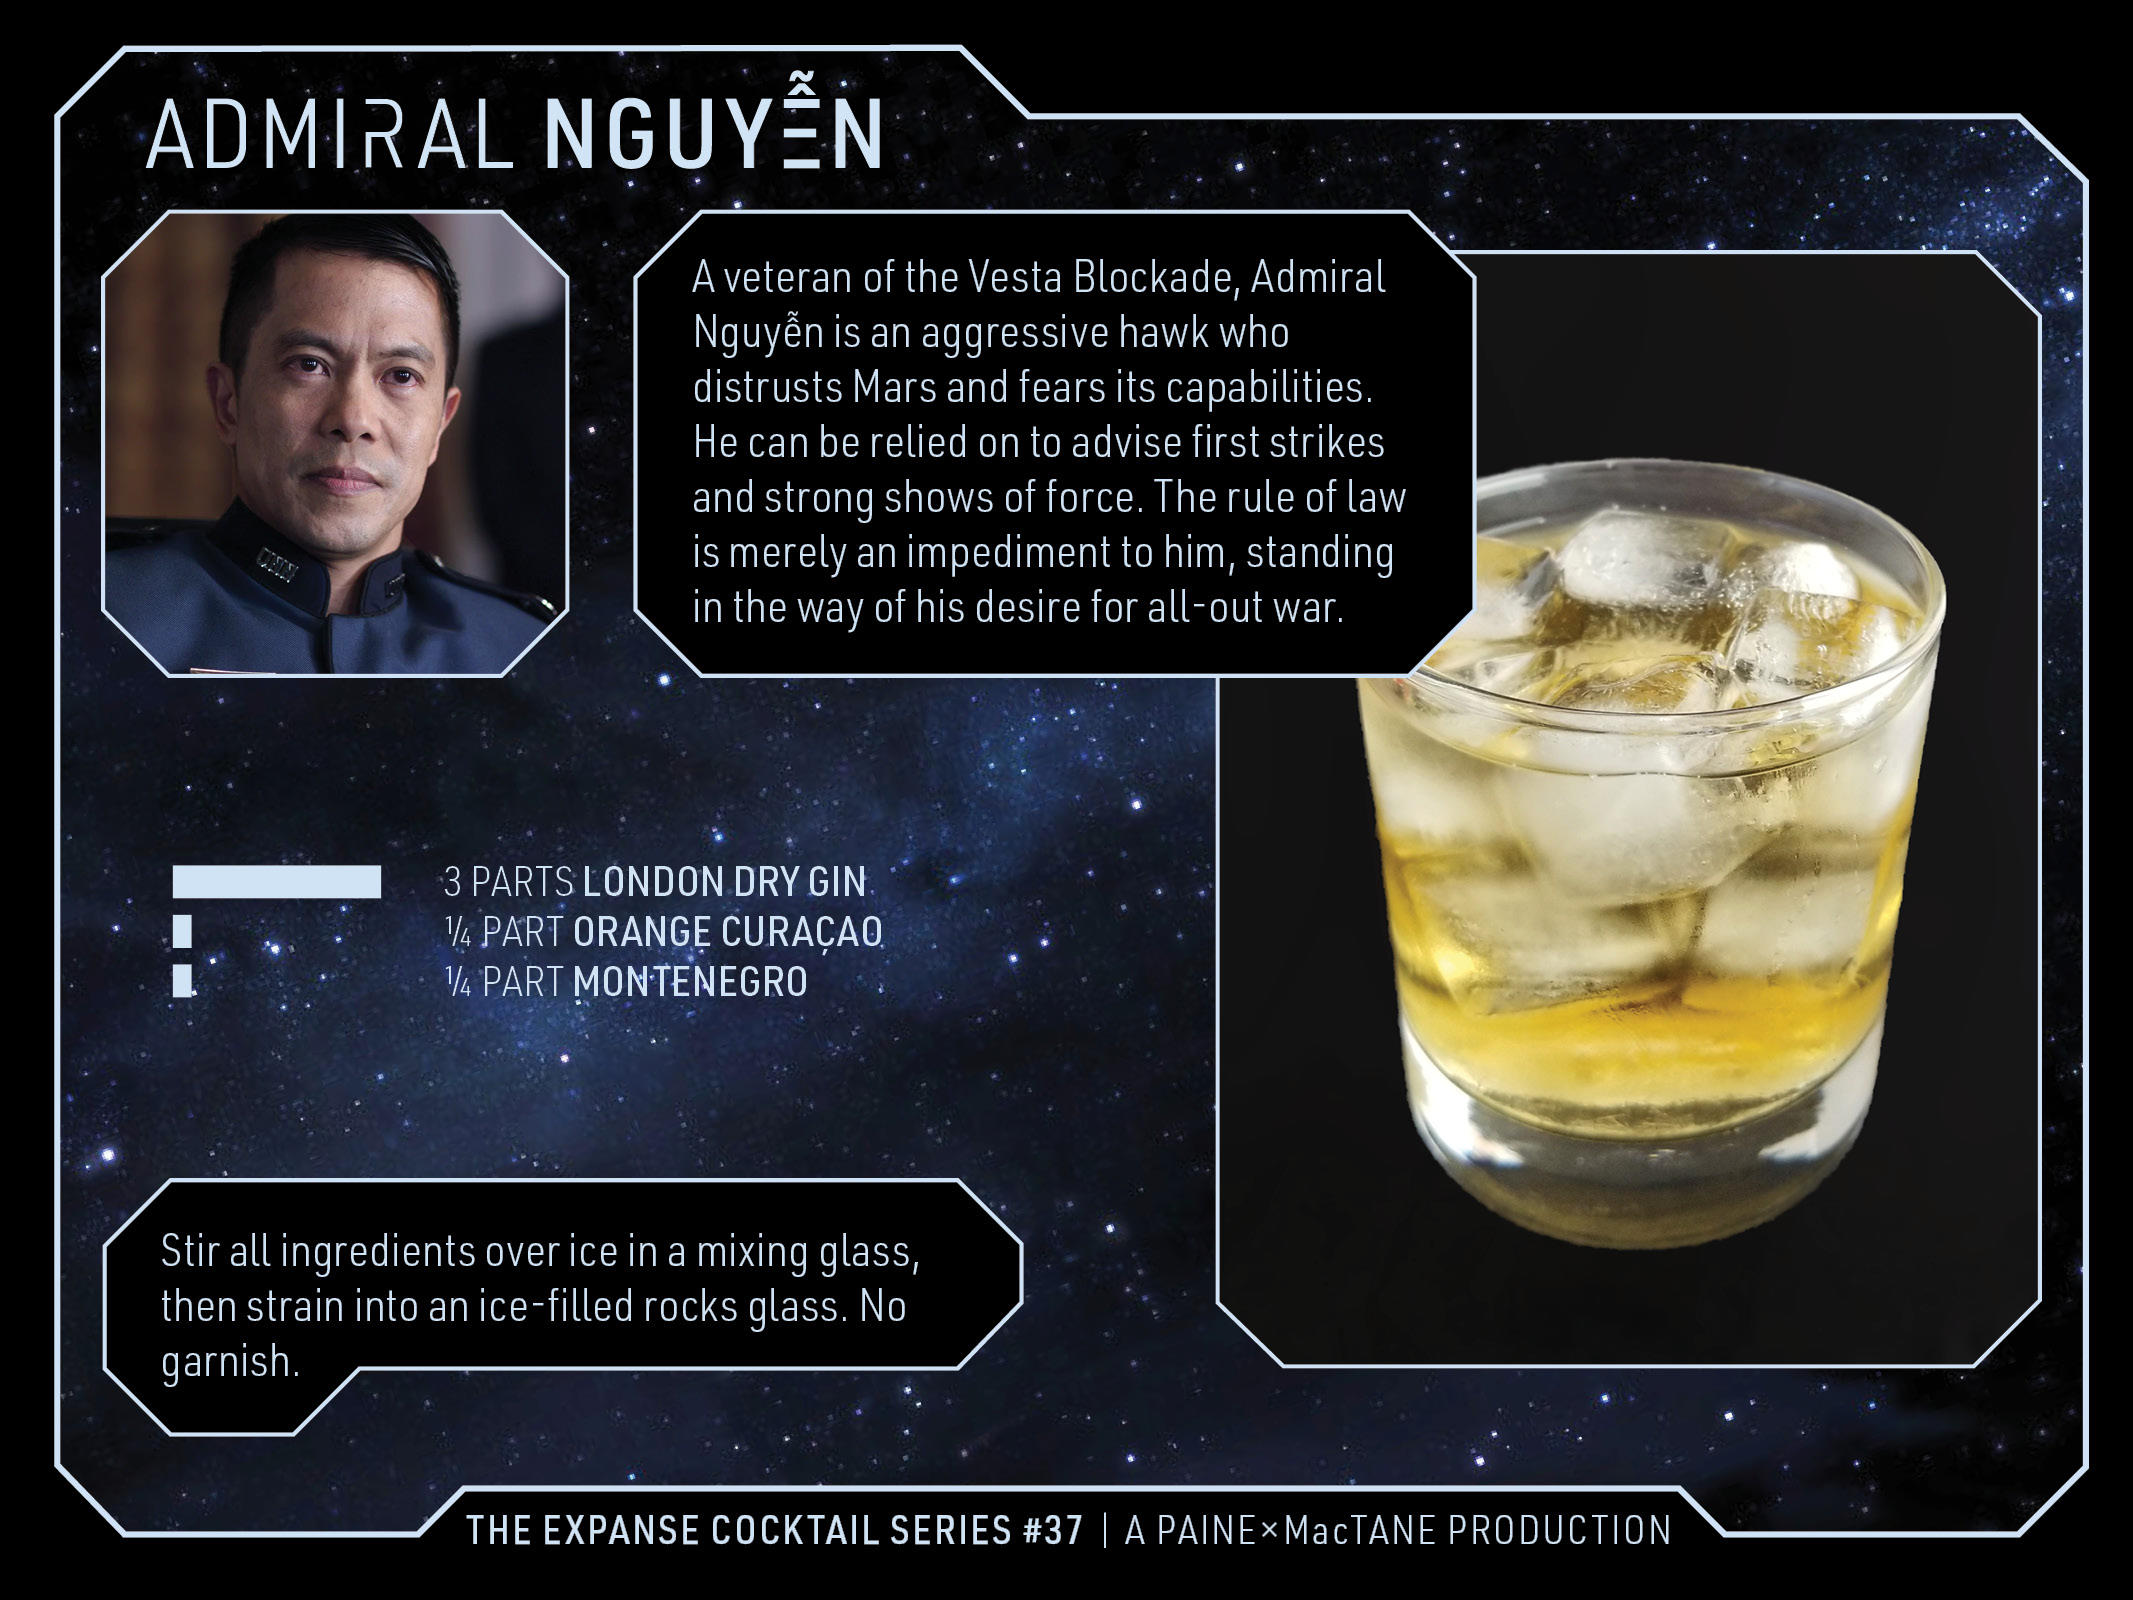 ADMIRAL NGUYỄN
A veteran of the Vesta Blockade, Admiral
Nguyễn is an aggressive hawk who
distrusts Mars and fears its capabilities.
He can be relied on to advise first strikes
and strong shows of force. The rule of law
is merely an impediment to him, standing
in the way of his desire for all-out war.
UNN
3 PARTS LONDON DRY GIN
¼ PART ORANGE CURAÇAO
¼ PART MONTENEGRO
Stir all ingredients over ice in a mixing glass,
then strain into an ice-filled rocks glass. No
garnish.
THE EXPANSE COCKTAIL SERIES #37 | A PAINE×MacTANE PRODUCTION